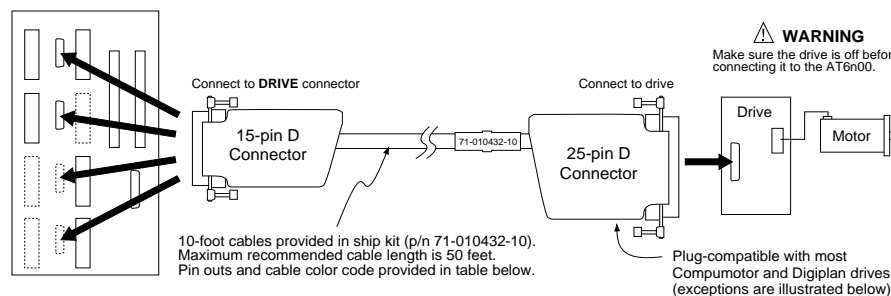 WARNING
Make sure the drive is off before
connecting it to the AT6n00.
Connect to DRIVE connector
Connect to drive
15-pin D
Connector
71-010432-10
25-pin D
Connector
Drive
Motor
10-foot cables provided in ship kit (p/n 71-010432-10).
Maximum recommended cable length is 50 feet.
Pin outs and cable color code provided in table below.
Plug-compatible with most
Compumotor and Digiplan drives
(exceptions are illustrated below)